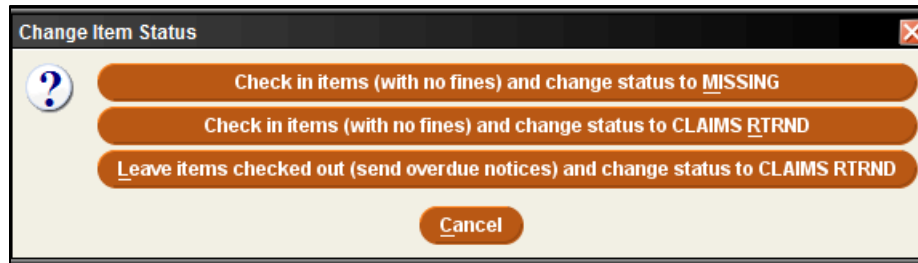 Change Item Status
Check in items (with no fines) and change status to MISSING
Check in items (with no fines) and change status to CLAIMS RTRND
Leave items checked out (send overdue notices) and change status to CLAIMS RTRND
Cancel